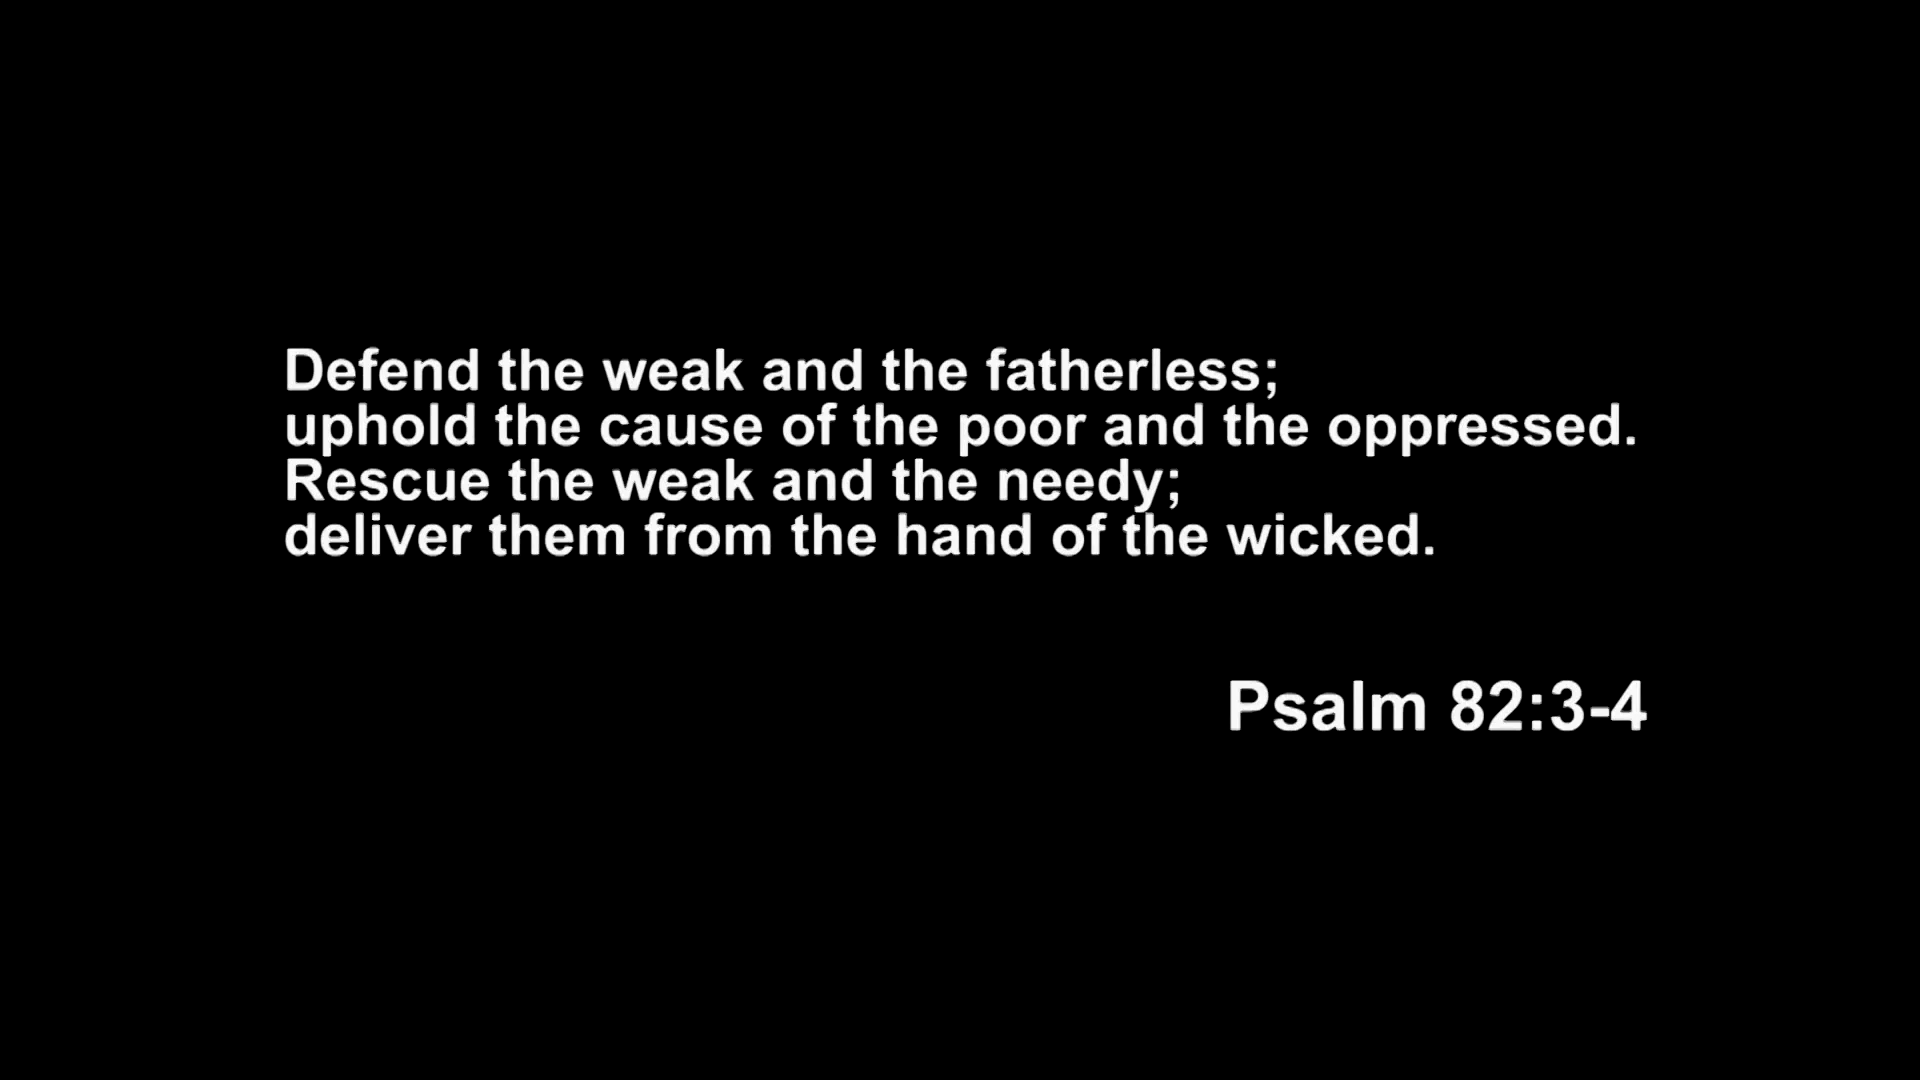 Defend the weak and the fatherless;
uphold the cause of the poor and the oppressed.
Rescue the weak and the needy;
deliver them from the hand of the wicked.
Psalm 82:3-4